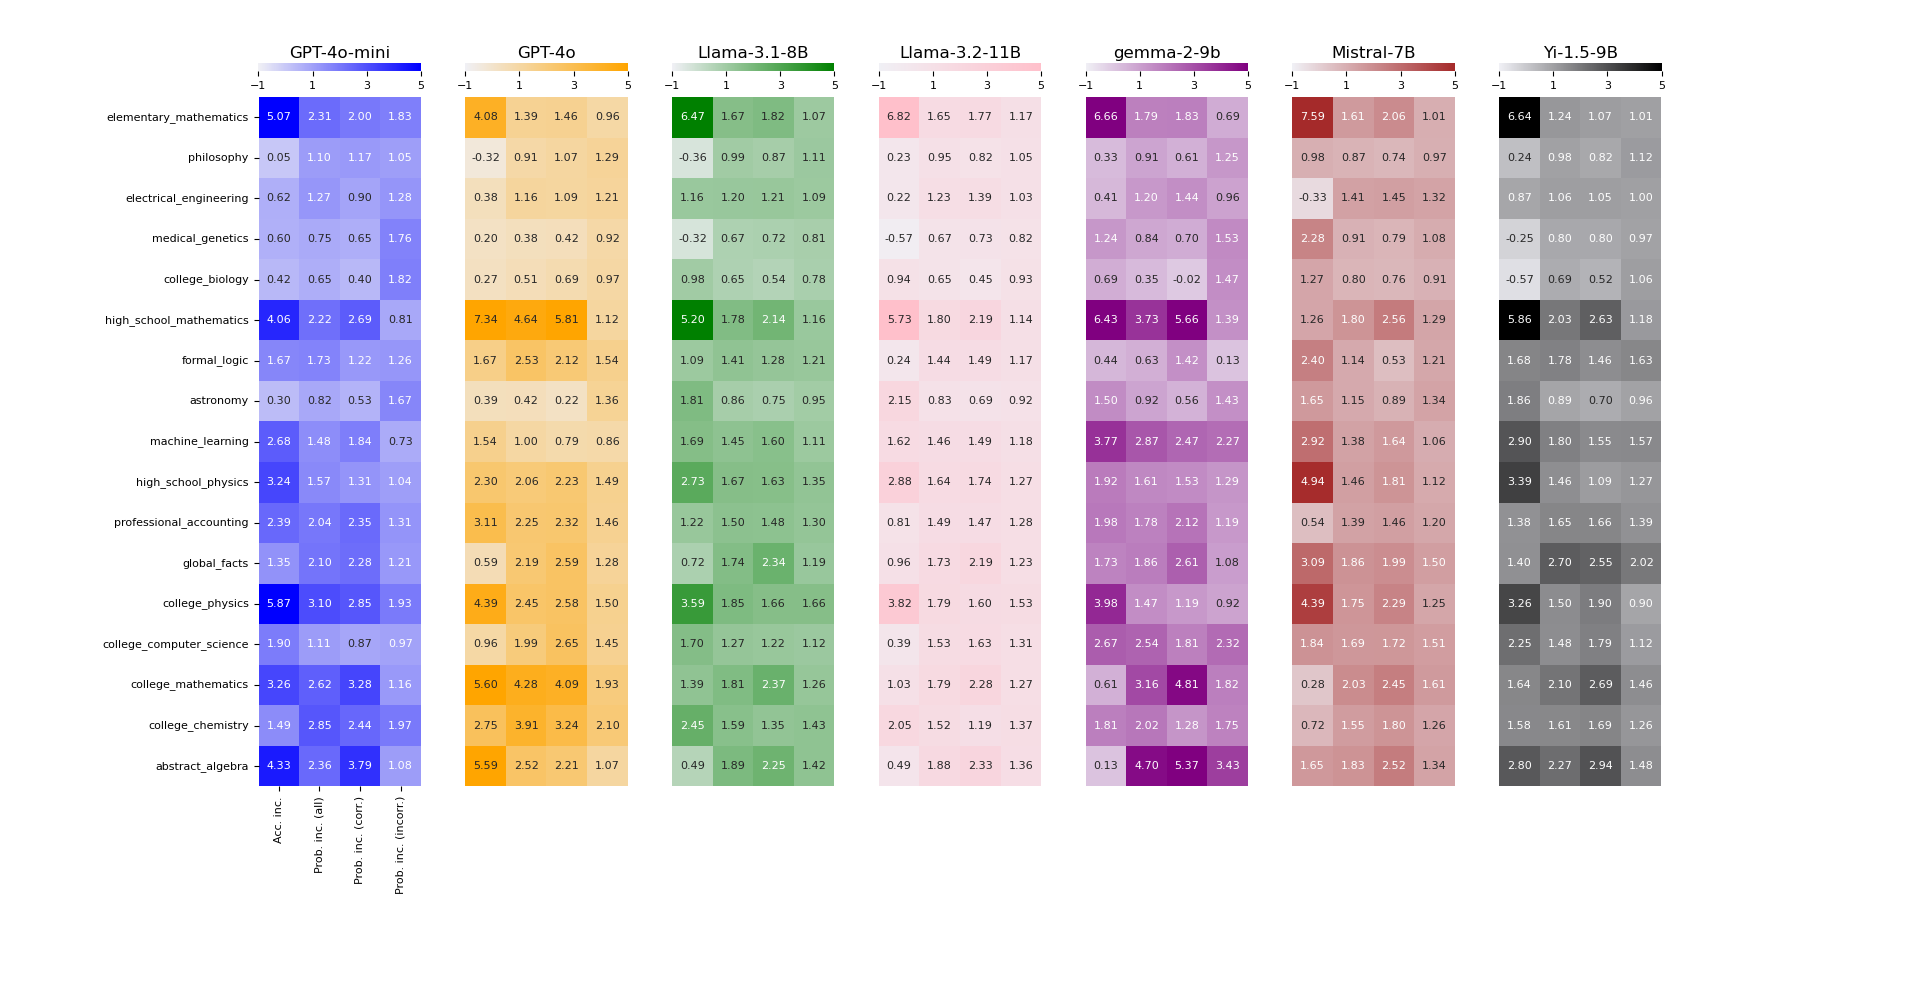 GPT-4o-mini GPT-4o Llama-3.1-8B Llama-3.2-11B gemma-2-9b Mistral-7B Yi-1.5-9B
−1 1 3 5 −1 1 3 5 −1 1 3 5 −1 1 3 5 −1 1 3 5 −1 1 3 5 −1 1 3 5
elementary_mathematics 5.07 2.31 2.00 1.83 4.08 1.39 1.46 0.96 6.47 1.67 1.82 1.07 6.82 1.65 1.77 1.17 6.66 1.79 1.83 0.69 7.59 1.61 2.06 1.01 6.64 1.24 1.07 1.01
philosophy 0.05 1.10 1.17 1.05 -0.32 0.91 1.07 1.29 -0.36 0.99 0.87 1.11 0.23 0.95 0.82 1.05 0.33 0.91 0.61 1.25 0.98 0.87 0.74 0.97 0.24 0.98 0.82 1.12
electrical_engineering 0.62 1.27 0.90 1.28 0.38 1.16 1.09 1.21 1.16 1.20 1.21 1.09 0.22 1.23 1.39 1.03 0.41 1.20 1.44 0.96 -0.33 1.41 1.45 1.32 0.87 1.06 1.05 1.00
medical_genetics 0.60 0.75 0.65 1.76 0.20 0.38 0.42 0.92 -0.32 0.67 0.72 0.81 -0.57 0.67 0.73 0.82 1.24 0.84 0.70 1.53 2.28 0.91 0.79 1.08 -0.25 0.80 0.80 0.97
college_biology 0.42 0.65 0.40 1.82 0.27 0.51 0.69 0.97 0.98 0.65 0.54 0.78 0.94 0.65 0.45 0.93 0.69 0.35 -0.02 1.47 1.27 0.80 0.76 0.91 -0.57 0.69 0.52 1.06
high_school_mathematics 4.06 2.22 2.69 0.81 7.34 4.64 5.81 1.12 5.20 1.78 2.14 1.16 5.73 1.80 2.19 1.14 6.43 3.73 5.66 1.39 1.26 1.80 2.56 1.29 5.86 2.03 2.63 1.18
formal_logic 1.67 1.73 1.22 1.26 1.67 2.53 2.12 1.54 1.09 1.41 1.28 1.21 0.24 1.44 1.49 1.17 0.44 0.63 1.42 0.13 2.40 1.14 0.53 1.21 1.68 1.78 1.46 1.63
astronomy 0.30 0.82 0.53 1.67 0.39 0.42 0.22 1.36 1.81 0.86 0.75 0.95 2.15 0.83 0.69 0.92 1.50 0.92 0.56 1.43 1.65 1.15 0.89 1.34 1.86 0.89 0.70 0.96
machine_learning 2.68 1.48 1.84 0.73 1.54 1.00 0.79 0.86 1.69 1.45 1.60 1.11 1.62 1.46 1.49 1.18 3.77 2.87 2.47 2.27 2.92 1.38 1.64 1.06 2.90 1.80 1.55 1.57
high_school_physics 3.24 1.57 1.31 1.04 2.30 2.06 2.23 1.49 2.73 1.67 1.63 1.35 2.88 1.64 1.74 1.27 1.92 1.61 1.53 1.29 4.94 1.46 1.81 1.12 3.39 1.46 1.09 1.27
professional_accounting 2.39 2.04 2.35 1.31 3.11 2.25 2.32 1.46 1.22 1.50 1.48 1.30 0.81 1.49 1.47 1.28 1.98 1.78 2.12 1.19 0.54 1.39 1.46 1.20 1.38 1.65 1.66 1.39
global_facts 1.35 2.10 2.28 1.21 0.59 2.19 2.59 1.28 0.72 1.74 2.34 1.19 0.96 1.73 2.19 1.23 1.73 1.86 2.61 1.08 3.09 1.86 1.99 1.50 1.40 2.70 2.55 2.02
college_physics 5.87 3.10 2.85 1.93 4.39 2.45 2.58 1.50 3.59 1.85 1.66 1.66 3.82 1.79 1.60 1.53 3.98 1.47 1.19 0.92 4.39 1.75 2.29 1.25 3.26 1.50 1.90 0.90
college_computer_science 1.90 1.11 0.87 0.97 0.96 1.99 2.65 1.45 1.70 1.27 1.22 1.12 0.39 1.53 1.63 1.31 2.67 2.54 1.81 2.32 1.84 1.69 1.72 1.51 2.25 1.48 1.79 1.12
college_mathematics 3.26 2.62 3.28 1.16 5.60 4.28 4.09 1.93 1.39 1.81 2.37 1.26 1.03 1.79 2.28 1.27 0.61 3.16 4.81 1.82 0.28 2.03 2.45 1.61 1.64 2.10 2.69 1.46
college_chemistry 1.49 2.85 2.44 1.97 2.75 3.91 3.24 2.10 2.45 1.59 1.35 1.43 2.05 1.52 1.19 1.37 1.81 2.02 1.28 1.75 0.72 1.55 1.80 1.26 1.58 1.61 1.69 1.26
abstract_algebra 4.33 2.36 3.79 1.08 5.59 2.52 2.21 1.07 0.49 1.89 2.25 1.42 0.49 1.88 2.33 1.36 0.13 4.70 5.37 3.43 1.65 1.83 2.52 1.34 2.80 2.27 2.94 1.48
Acc. inc.
Prob. inc. (all)
Prob. inc. (corr.)
Prob. inc. (incorr.)